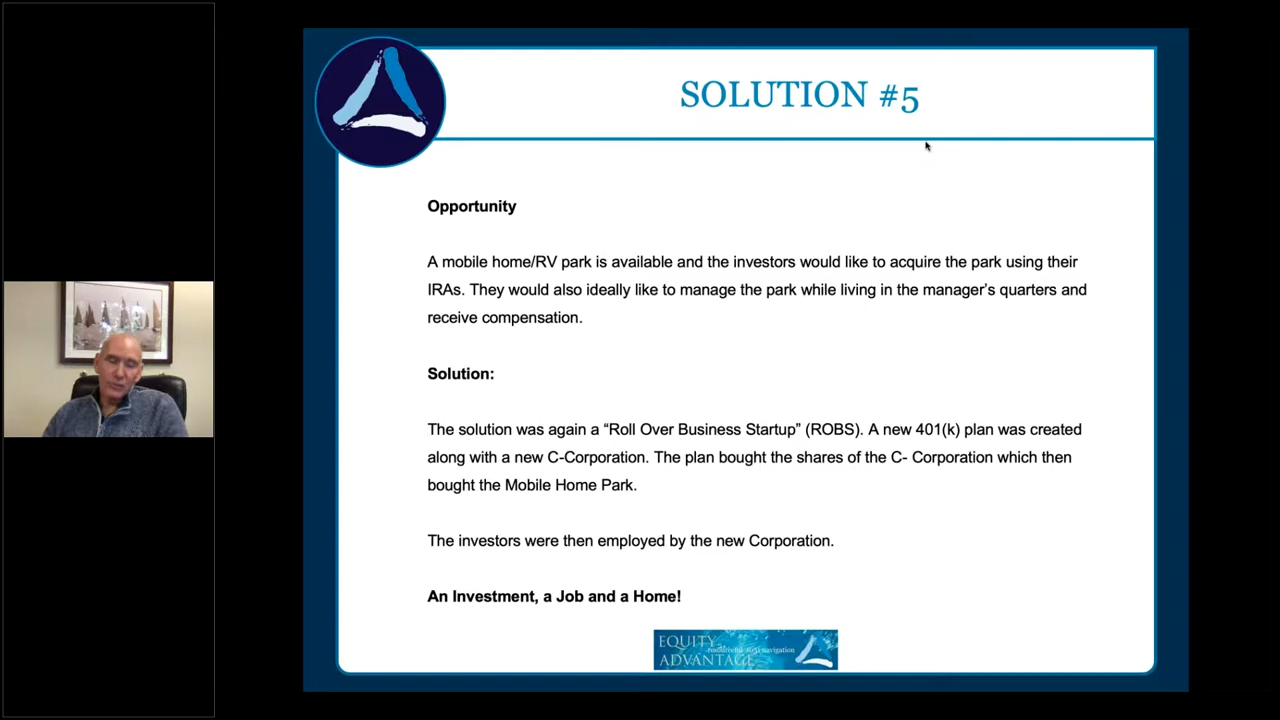 SOLUTION #5
Opportunity
A mobile home/RV park is available and the investors would like to acquire the park using their
IRAs. They would also ideally like to manage the park while living in the manager’s quarters and
receive compensation.
Solution:
The solution was again a “Roll Over Business Startup” (ROBS). A new 401(k) plan was created
along with a new C-Corporation. The plan bought the shares of the C- Corporation which then
bought the Mobile Home Park.
The investors were then employed by the new Corporation.
An Investment, a Job and a Home!
EQUITY
navigation
ADVANTAGE